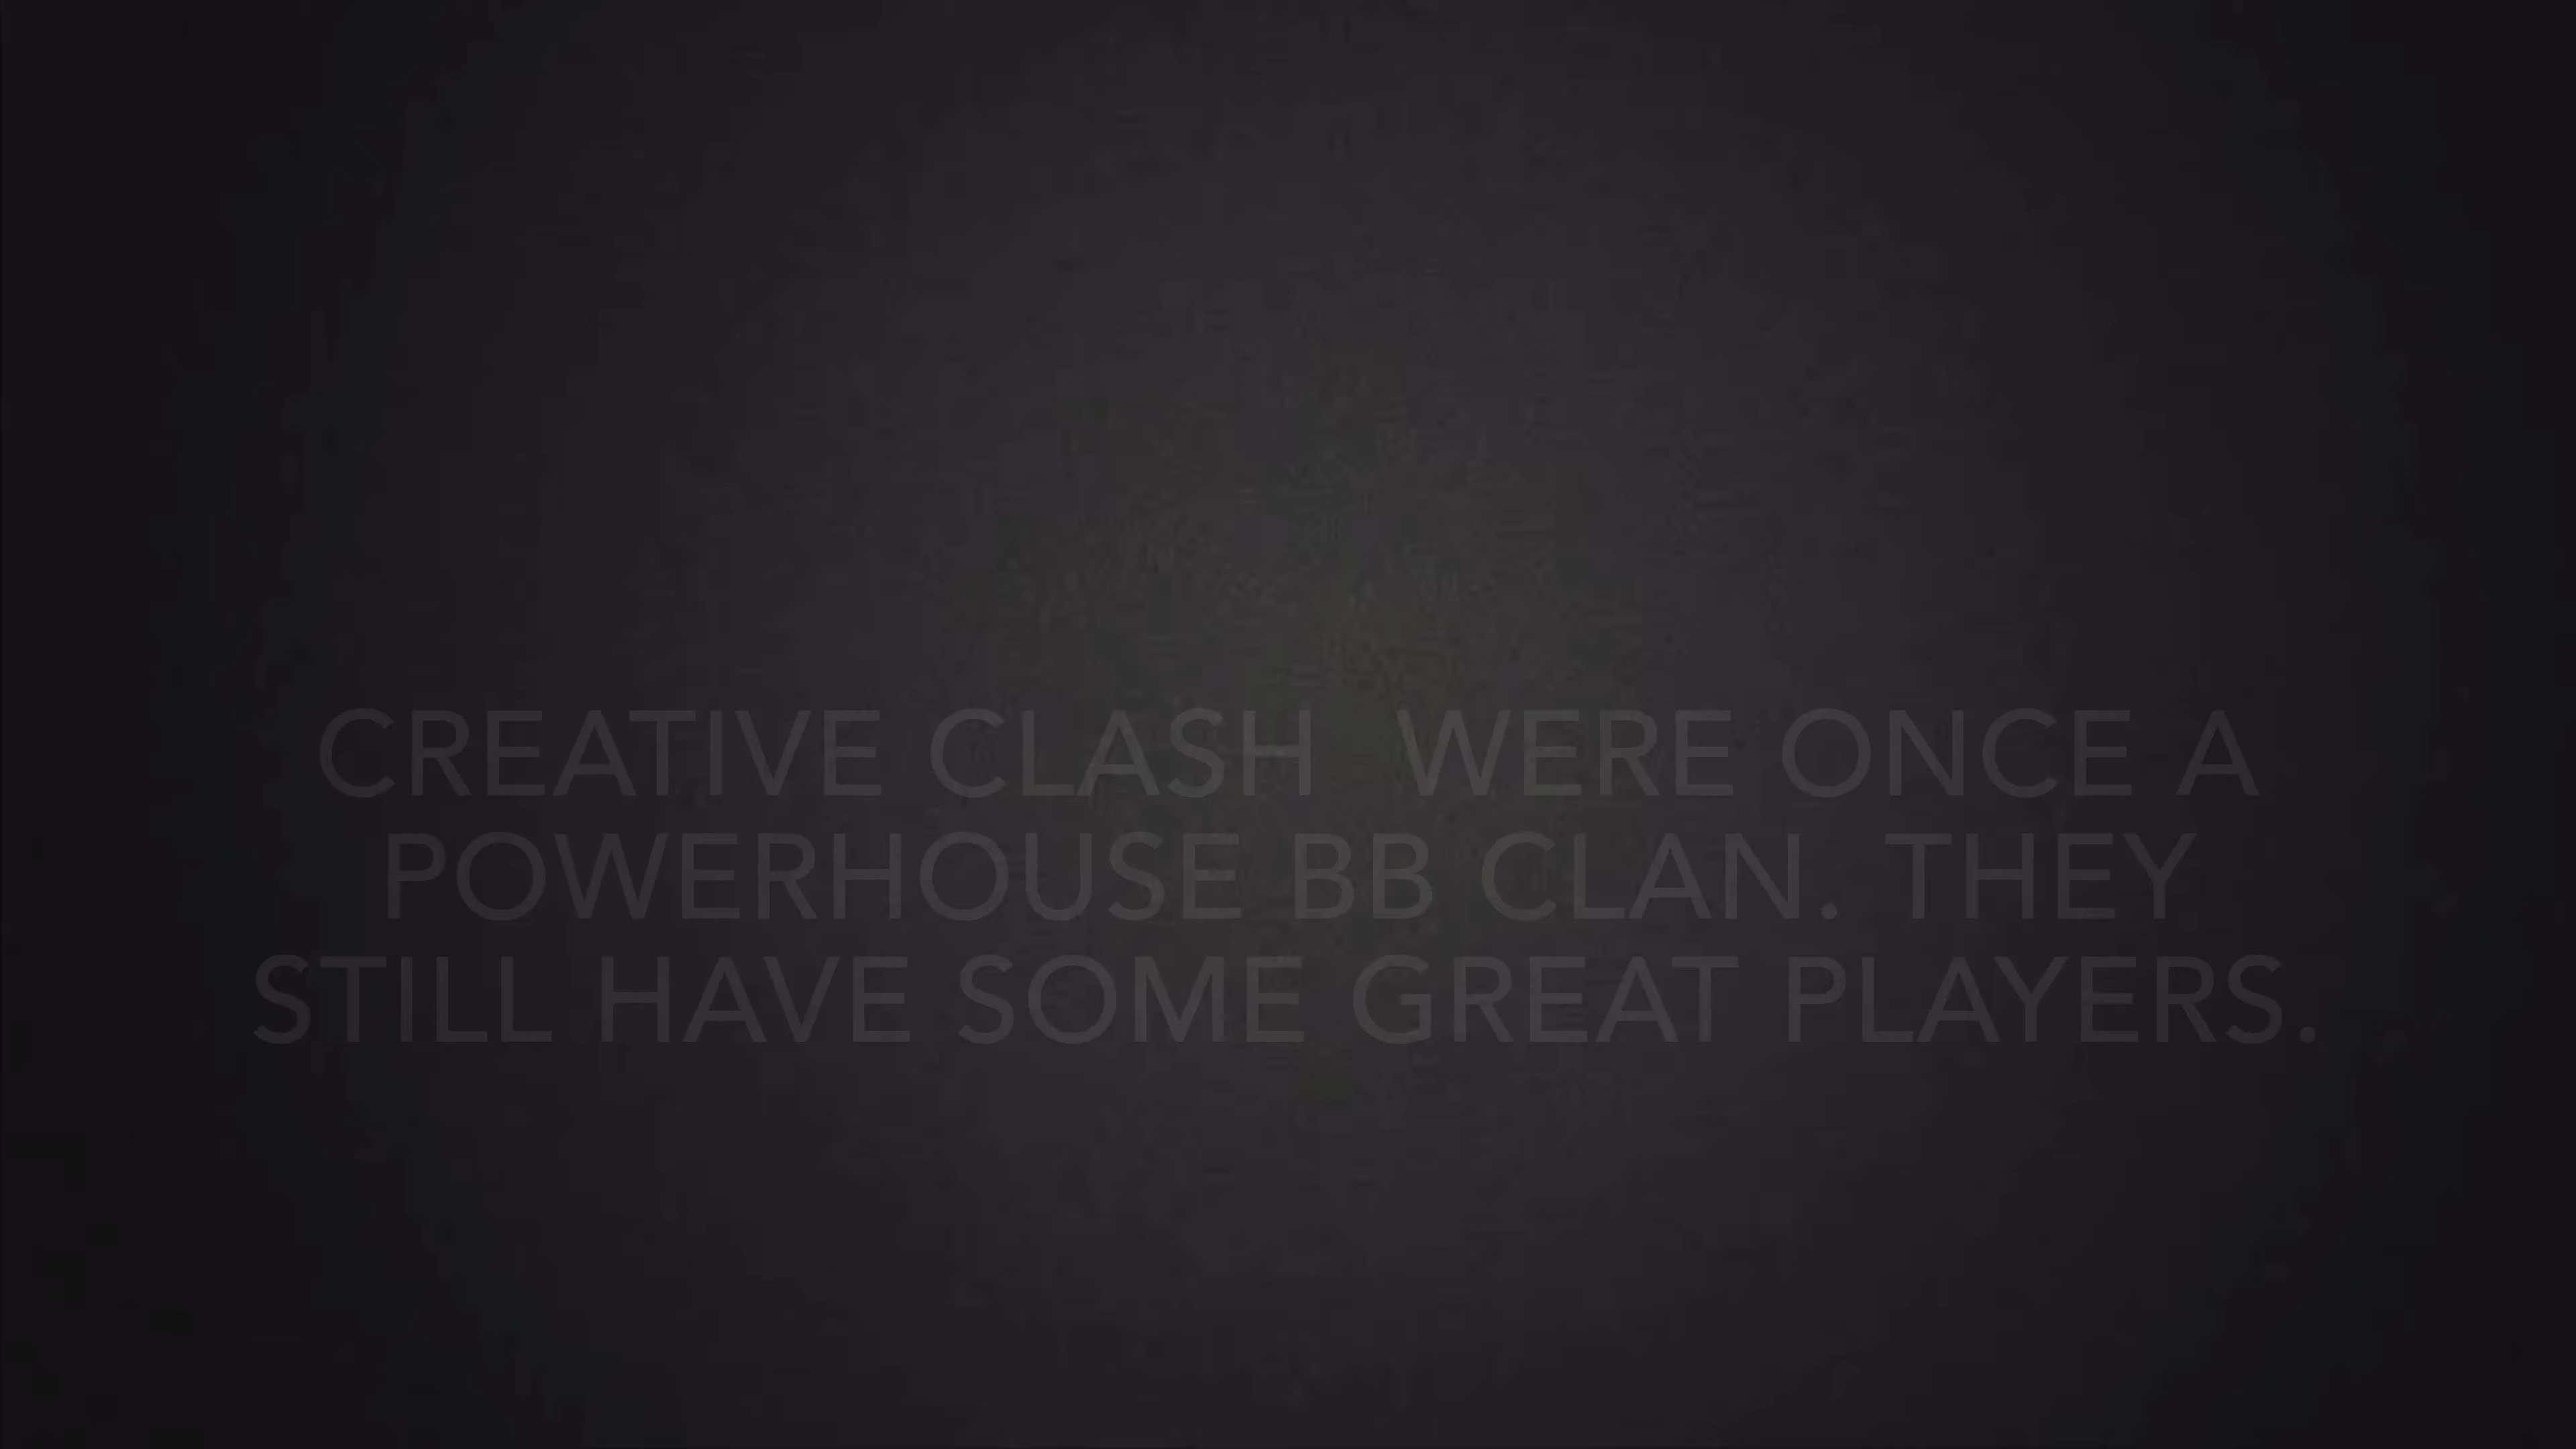 CREATIVE CLASH  WERE ONCE A
POWERHOUSE BB CLAN. THEY
STILL HAVE SOME GREAT PLAYERS.